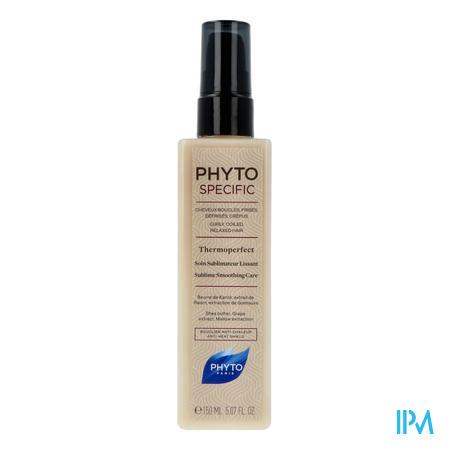 PHYTO
SPECIFIC
CHEVEUX BOUCLÉS, FRISÉS,
DÉFRISÉS, CRÉPUS
CURLY, COILED,
RELAXED HAIR
Thermoperfect
Soin Sublimateur Lissant
Sublime Smoothing Care
Beurre de Karité, extrait de
Raisin, extraction de Guimauve
Shea butter, Grape
extract, Mallow extraction
BOUCLIER ANTI-CHALEUR
ANTI-HEAT SHIELD
PHYTO
PARIS
℮ 150 ML 5.07 FL. OZ.
IPM